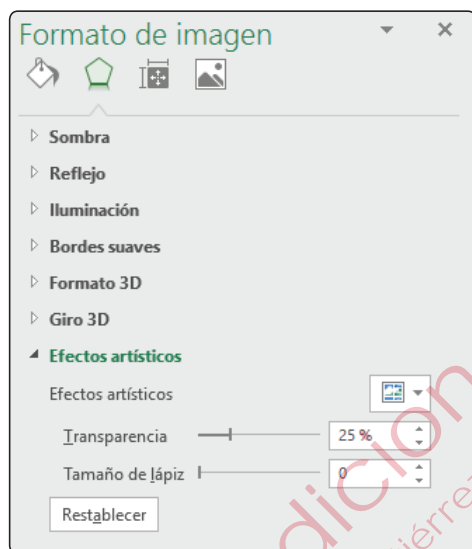 Formato de imagen
Sombra
Reflejo
Iluminación
Bordes suaves
Formato 3D
Giro 3D
Efectos artísticos
Efectos artísticos
Transparencia 25 %
Tamaño de lápiz 0
Restablecer